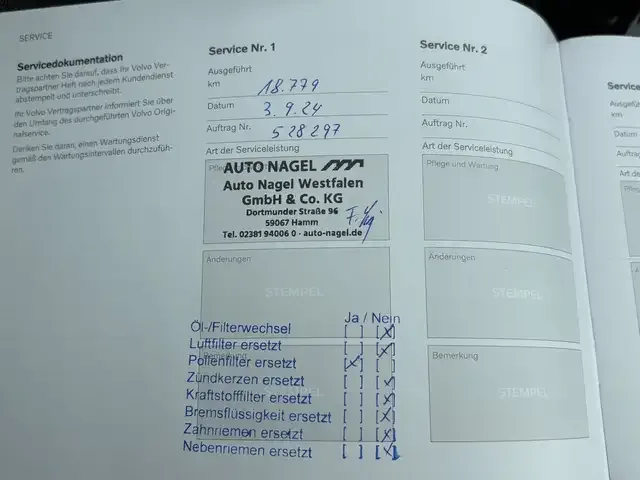 SERVICE
Servicedokumentation
Bitte achten Sie darauf, dass Ihr Volvo Ver-
tragspartner Heft nach jedem Kundendienst
abstempelt und unterschreibt.
Ihr Volvo Vertragspartner informiert Sie über
den Umfang des durchgeführten Volvo Origi-
nalservice.
Denken Sie daran, einen Wartungsdienst
gemäß den Wartungsintervallen durchzufüh-
ren.
Service Nr. 1
Ausgeführt
km 18.779
Datum 3.9.24
Auftrag Nr. 528297
Art der Serviceleistung
AUTO NAGEL
Auto Nagel Westfalen
GmbH & Co. KG
Dortmunder Straße 96
59067 Hamm
Tel. 02381 94006 0 · auto-nagel.de
Änderungen
STEMPEL
Ja / Nein
Öl-/Filterwechsel [ ] [X]
Luftfilter ersetzt [ ] [X]
Bemerkung
Pollenfilter ersetzt [X] [ ]
Zündkerzen ersetzt [ ] [X]
Kraftstofffilter ersetzt [ ] [X]
STEMPEL
Bremsflüssigkeit ersetzt [ ] [X]
Zahnriemen ersetzt [ ] [X]
Nebenriemen ersetzt [ ] [X]
Service Nr. 2
Ausgeführt
km
Datum
Auftrag Nr.
Art der Serviceleistung
Pflege und Wartung
STEMPEL
Änderungen
STEMPEL
Bemerkung
STEMPEL
Service
km
Datum